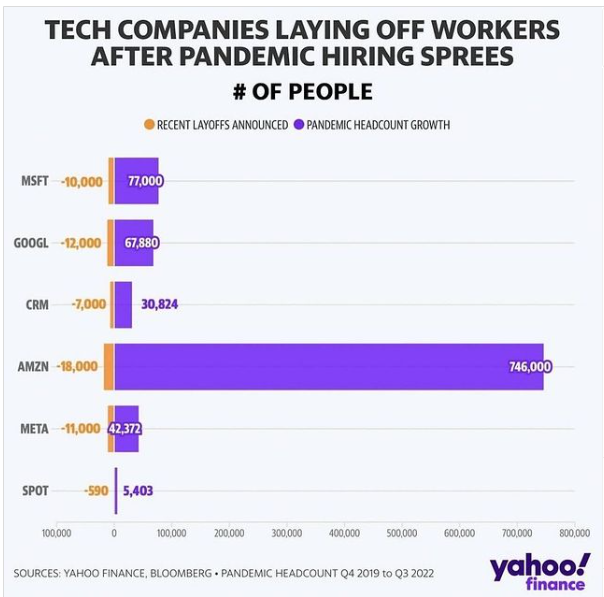 TECH COMPANIES LAYING OFF WORKERS
AFTER PANDEMIC HIRING SPREES
# OF PEOPLE
RECENT LAYOFFS ANNOUNCED PANDEMIC HEADCOUNT GROWTH
MSFT -10,000 77,000
GOOGL -12,000 67,880
CRM -7,000 30,824
AMZN -18,000 746,000
META -11,000 42,372
SPOT -590 5,403
100,000 0 100,000 200,000 300,000 400,000 500,000 600,000 700,000 800,000
SOURCES: YAHOO FINANCE, BLOOMBERG • PANDEMIC HEADCOUNT Q4 2019 to Q3 2022
yahoo!
finance